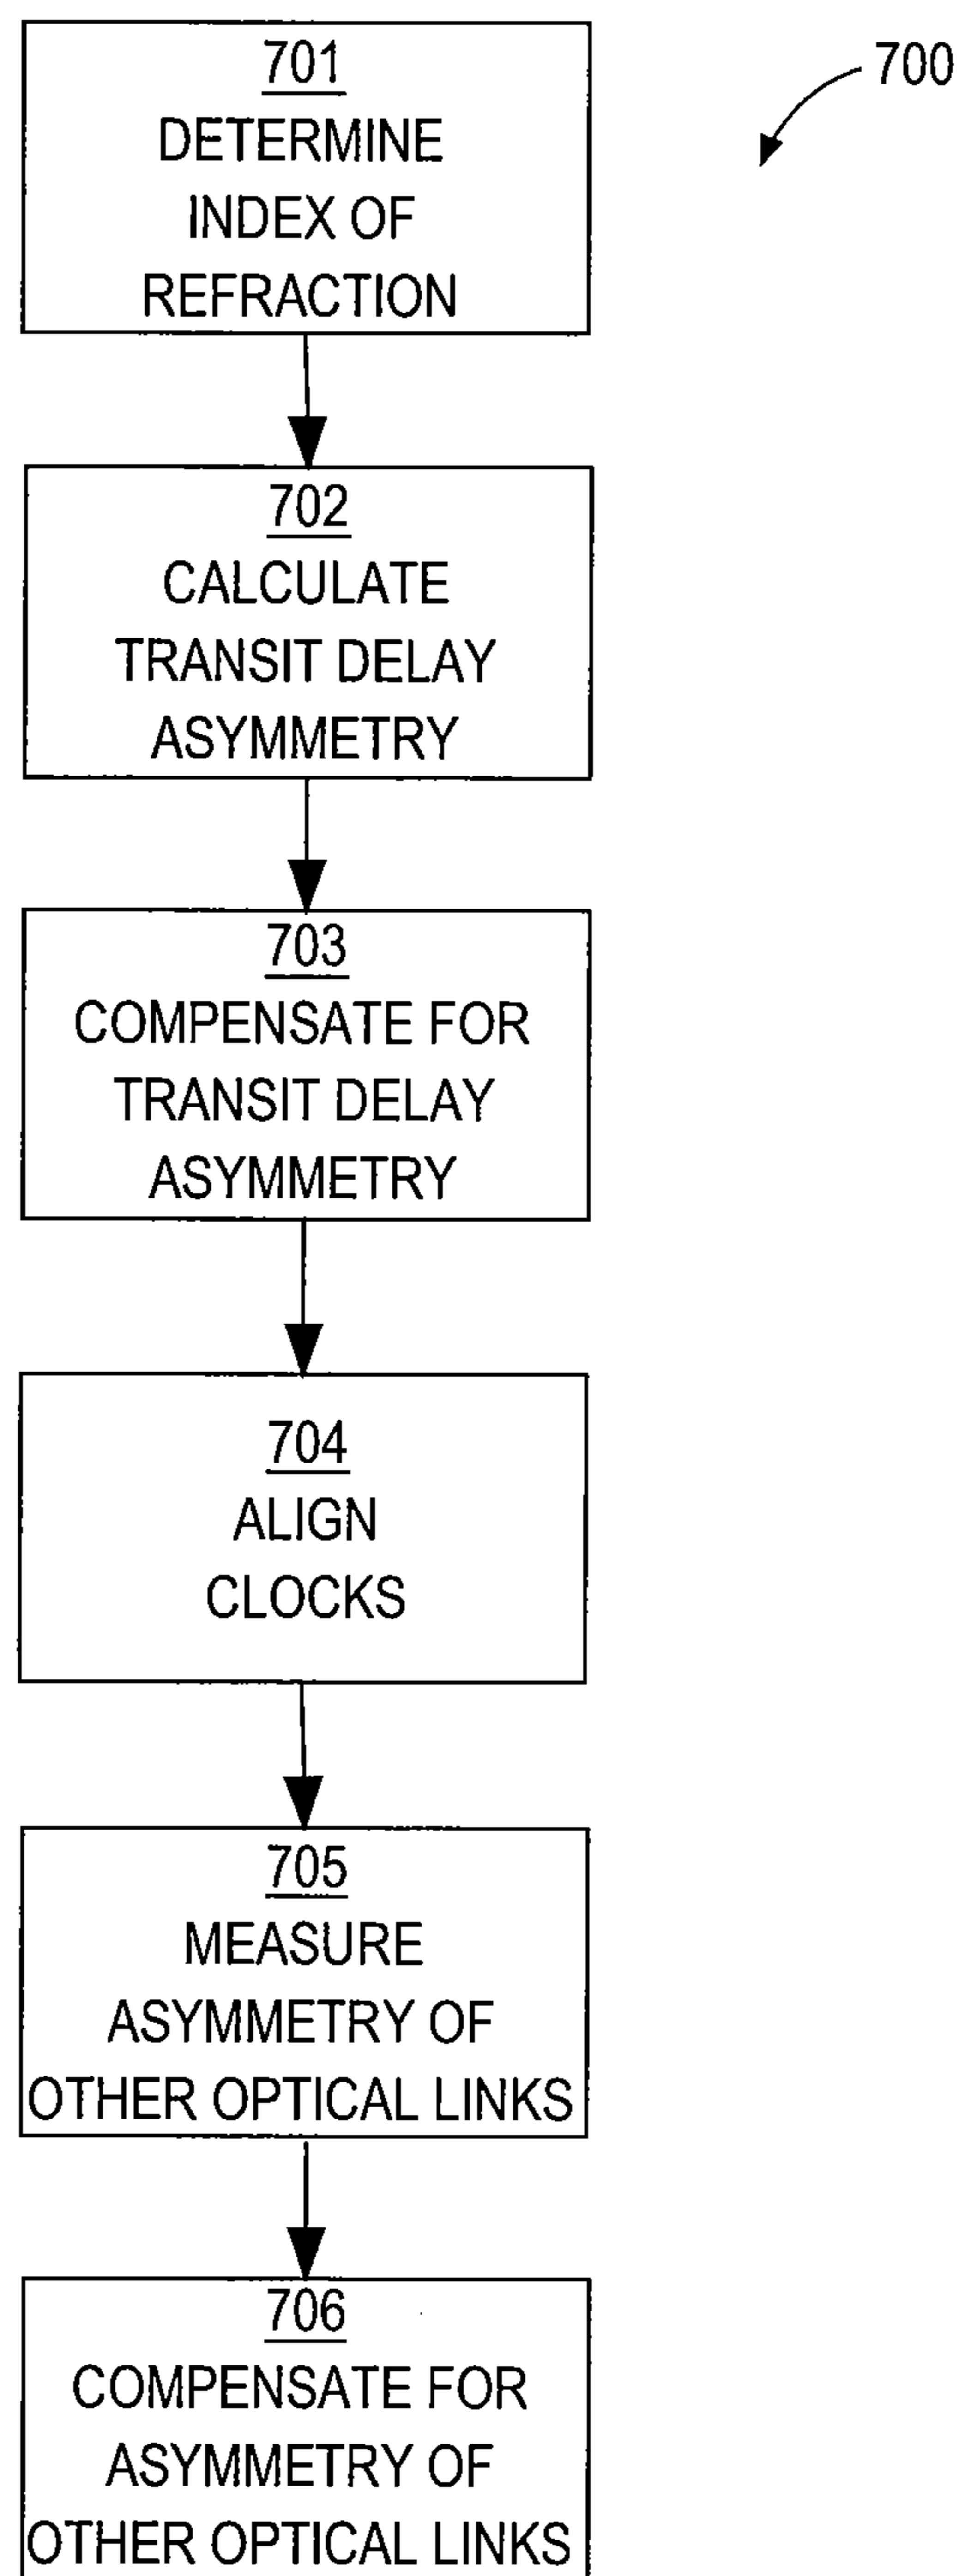 700
701
DETERMINE
INDEX OF
REFRACTION
702
CALCULATE
TRANSIT DELAY
ASYMMETRY
703
COMPENSATE FOR
TRANSIT DELAY
ASYMMETRY
704
ALIGN
CLOCKS
705
MEASURE
ASYMMETRY OF
OTHER OPTICAL LINKS
706
COMPENSATE FOR
ASYMMETRY OF
OTHER OPTICAL LINKS